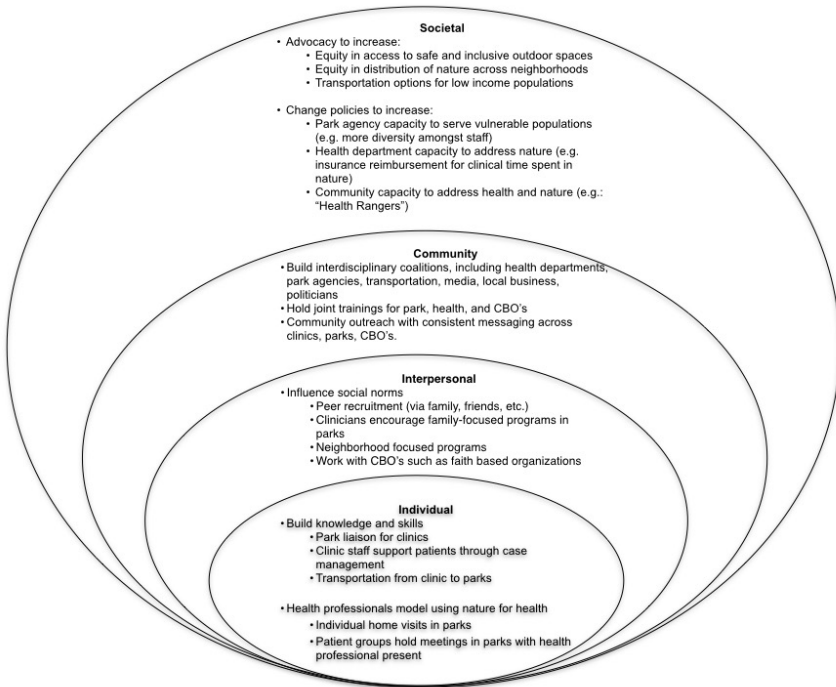 Societal
• Advocacy to increase:
• Equity in access to safe and inclusive outdoor spaces
• Equity in distribution of nature across neighborhoods
• Transportation options for low income populations
• Change policies to increase:
• Park agency capacity to serve vulnerable populations
(e.g. more diversity amongst staff)
• Health department capacity to address nature (e.g.
insurance reimbursement for clinical time spent in
nature)
• Community capacity to address health and nature (e.g.:
“Health Rangers”)
Community
• Build interdisciplinary coalitions, including health departments,
park agencies, transportation, media, local business,
politicians
• Hold joint trainings for park, health, and CBO’s
• Community outreach with consistent messaging across
clinics, parks, CBO’s.
Interpersonal
• Influence social norms
• Peer recruitment (via family, friends, etc.)
• Clinicians encourage family-focused programs in
parks
• Neighborhood focused programs
• Work with CBO’s such as faith based organizations
Individual
• Build knowledge and skills
• Park liaison for clinics
• Clinic staff support patients through case
management
• Transportation from clinic to parks
• Health professionals model using nature for health
• Individual home visits in parks
• Patient groups hold meetings in parks with health
professional present